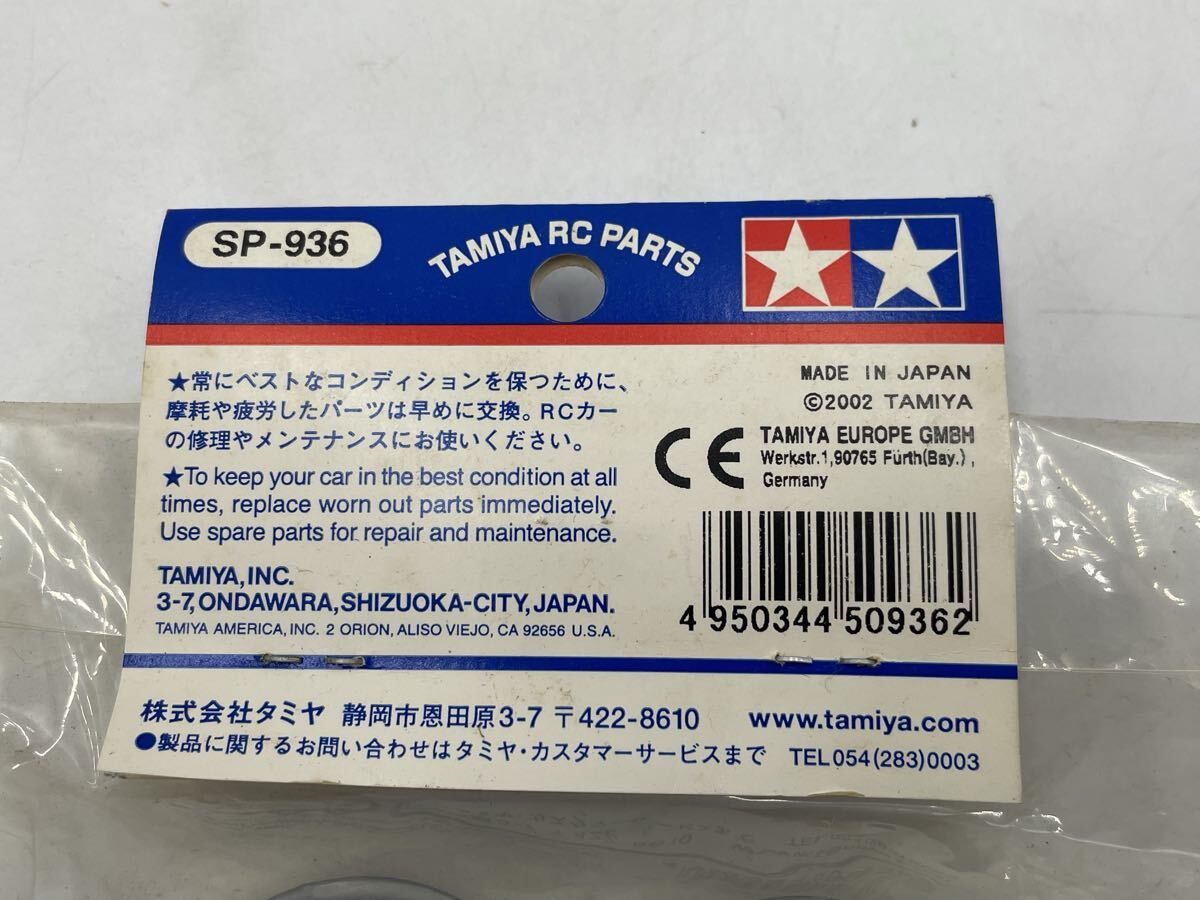 SP-936
TAMIYA RC PARTS
★常にベストなコンディションを保つために、
摩耗や疲労したパーツは早めに交換。RCカー
の修理やメンテナンスにお使いください。
★To keep your car in the best condition at all
times, replace worn out parts immediately.
Use spare parts for repair and maintenance.
TAMIYA, INC.
3-7, ONDAWARA, SHIZUOKA-CITY, JAPAN.
TAMIYA AMERICA, INC. 2 ORION, ALISO VIEJO, CA 92656 U.S.A.
MADE IN JAPAN
©2002 TAMIYA
CE
TAMIYA EUROPE GMBH
Werkstr.1,90765 Fürth(Bay.),
Germany
4 950344 509362
株式会社タミヤ 静岡市恩田原3-7 〒422-8610 www.tamiya.com
●製品に関するお問い合わせはタミヤ・カスタマーサービスまで TEL 054(283)0003